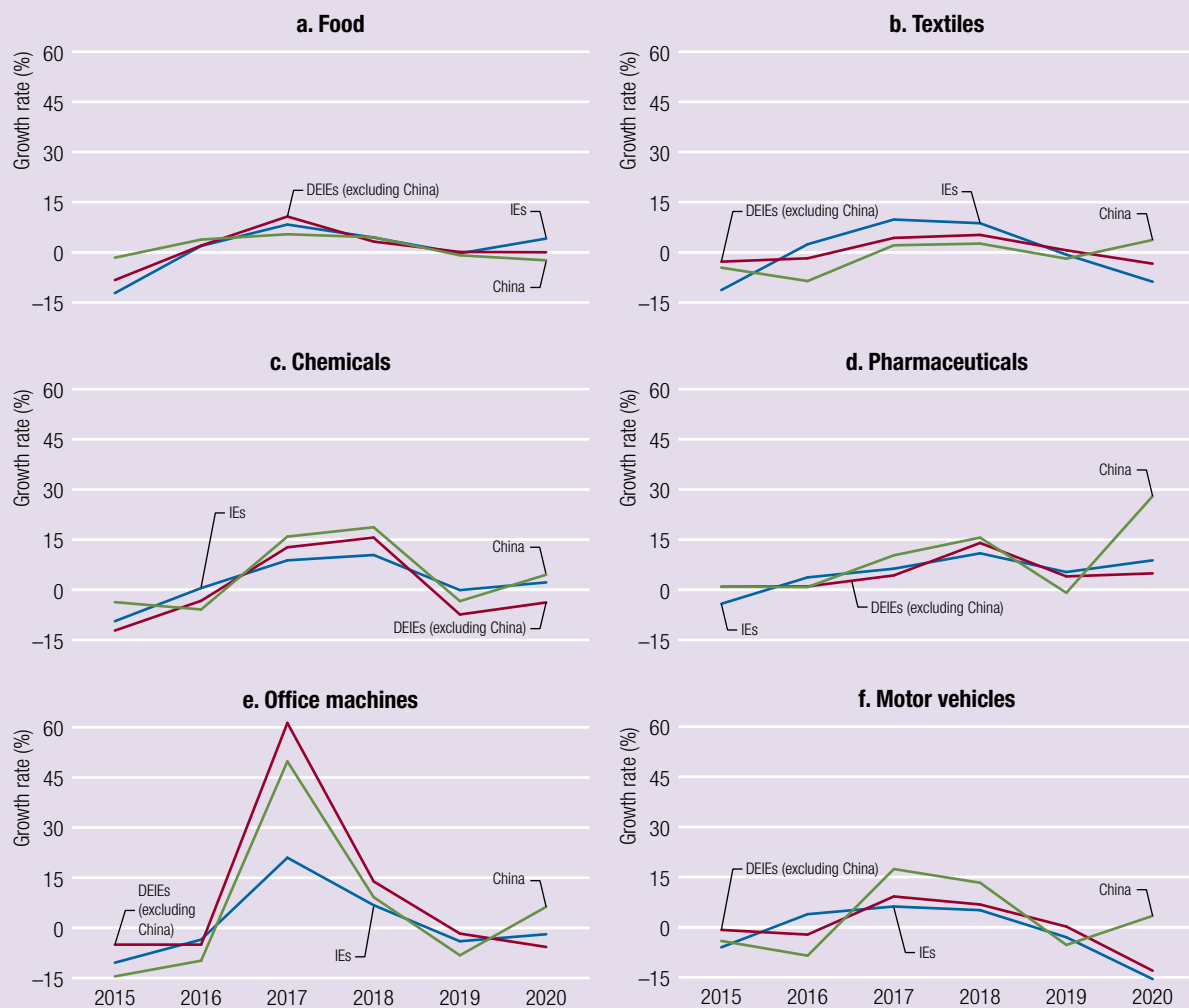 a. Food
Growth rate (%)
60
45
30
15
0
–15
DEIEs (excluding China)
IEs
China
b. Textiles
Growth rate (%)
60
45
30
15
0
–15
DEIEs (excluding China)
IEs
China
c. Chemicals
Growth rate (%)
60
45
30
15
0
–15
IEs
China
DEIEs (excluding China)
d. Pharmaceuticals
Growth rate (%)
60
45
30
15
0
–15
China
DEIEs (excluding China)
IEs
e. Office machines
Growth rate (%)
60
45
30
15
0
–15
DEIEs
(excluding
China)
IEs
China
2015 2016 2017 2018 2019 2020
f. Motor vehicles
Growth rate (%)
60
45
30
15
0
–15
DEIEs (excluding China)
China
IEs
2015 2016 2017 2018 2019 2020